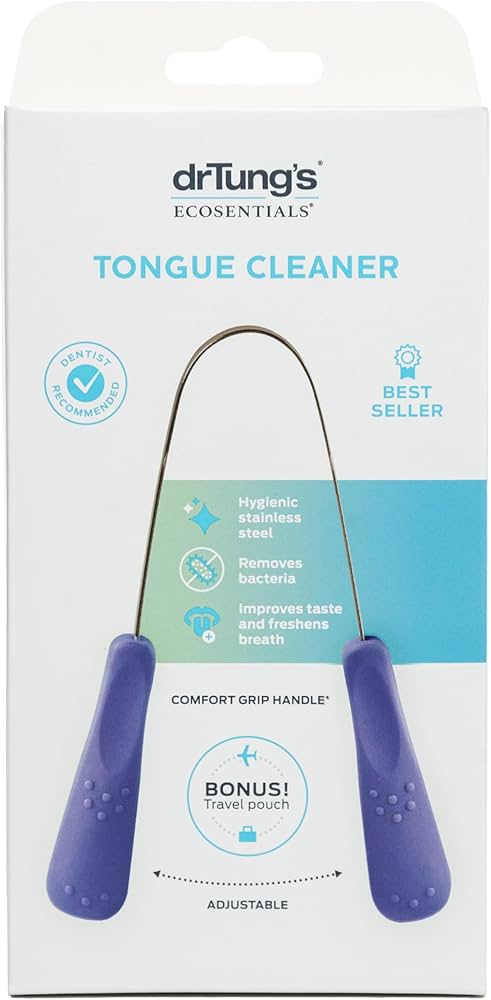 drTung's®
ECOSENTIALS®
TONGUE CLEANER
DENTIST
RECOMMENDED
BEST
SELLER
Hygienic
stainless
steel
Removes
bacteria
Improves taste
and freshens
breath
COMFORT GRIP HANDLE*
BONUS!
Travel pouch
ADJUSTABLE